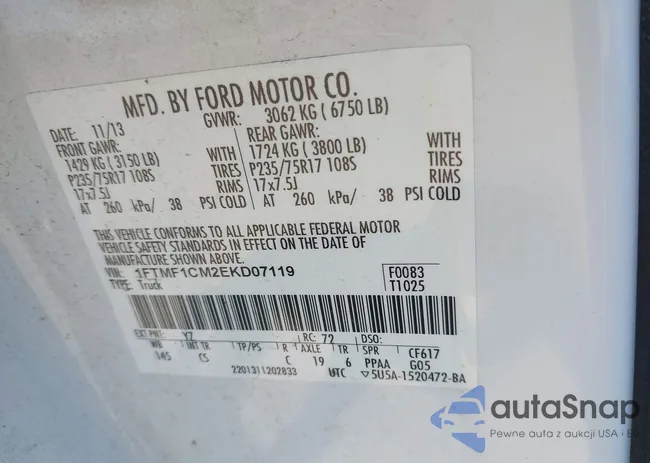 MFD. BY FORD MOTOR CO.
DATE: 11/13 GVWR: 3062 KG ( 6750 LB)
FRONT GAWR: REAR GAWR:
1429 KG ( 3150 LB) WITH 1724 KG ( 3800 LB) WITH
P235/75R17 108S TIRES P235/75R17 108S TIRES
17x7.5J RIMS 17x7.5J RIMS
AT 260 kPa/ 38 PSI COLD AT 260 kPa/ 38 PSI COLD
THIS VEHICLE CONFORMS TO ALL APPLICABLE FEDERAL MOTOR
VEHICLE SAFETY STANDARDS IN EFFECT ON THE DATE OF
MANUFACTURE SHOWN ABOVE.
VIN: 1FTMF1CM2EKD07119 F0083
TYPE: Truck T1025
EXT PNT: YZ RC: 72 DSO:
WB INT TR TP/PS R AXLE TR SPR CF617
145 CS C 19 6 PPAA G05
2201311202833 UTC ▽5U5A-1520472-BA
autaSnap
Pewne auta z aukcji USA i